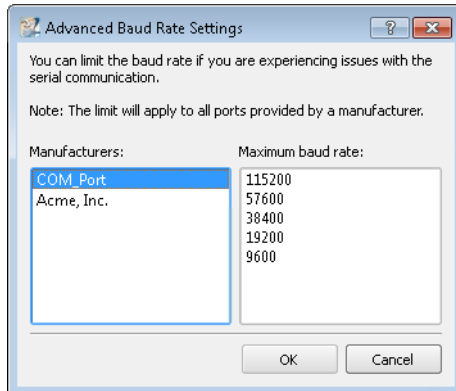 Advanced Baud Rate Settings
You can limit the baud rate if you are experiencing issues with the
serial communication.
Note: The limit will apply to all ports provided by a manufacturer.
Manufacturers:
COM_Port
Acme, Inc.
Maximum baud rate:
115200
57600
38400
19200
9600
OK
Cancel